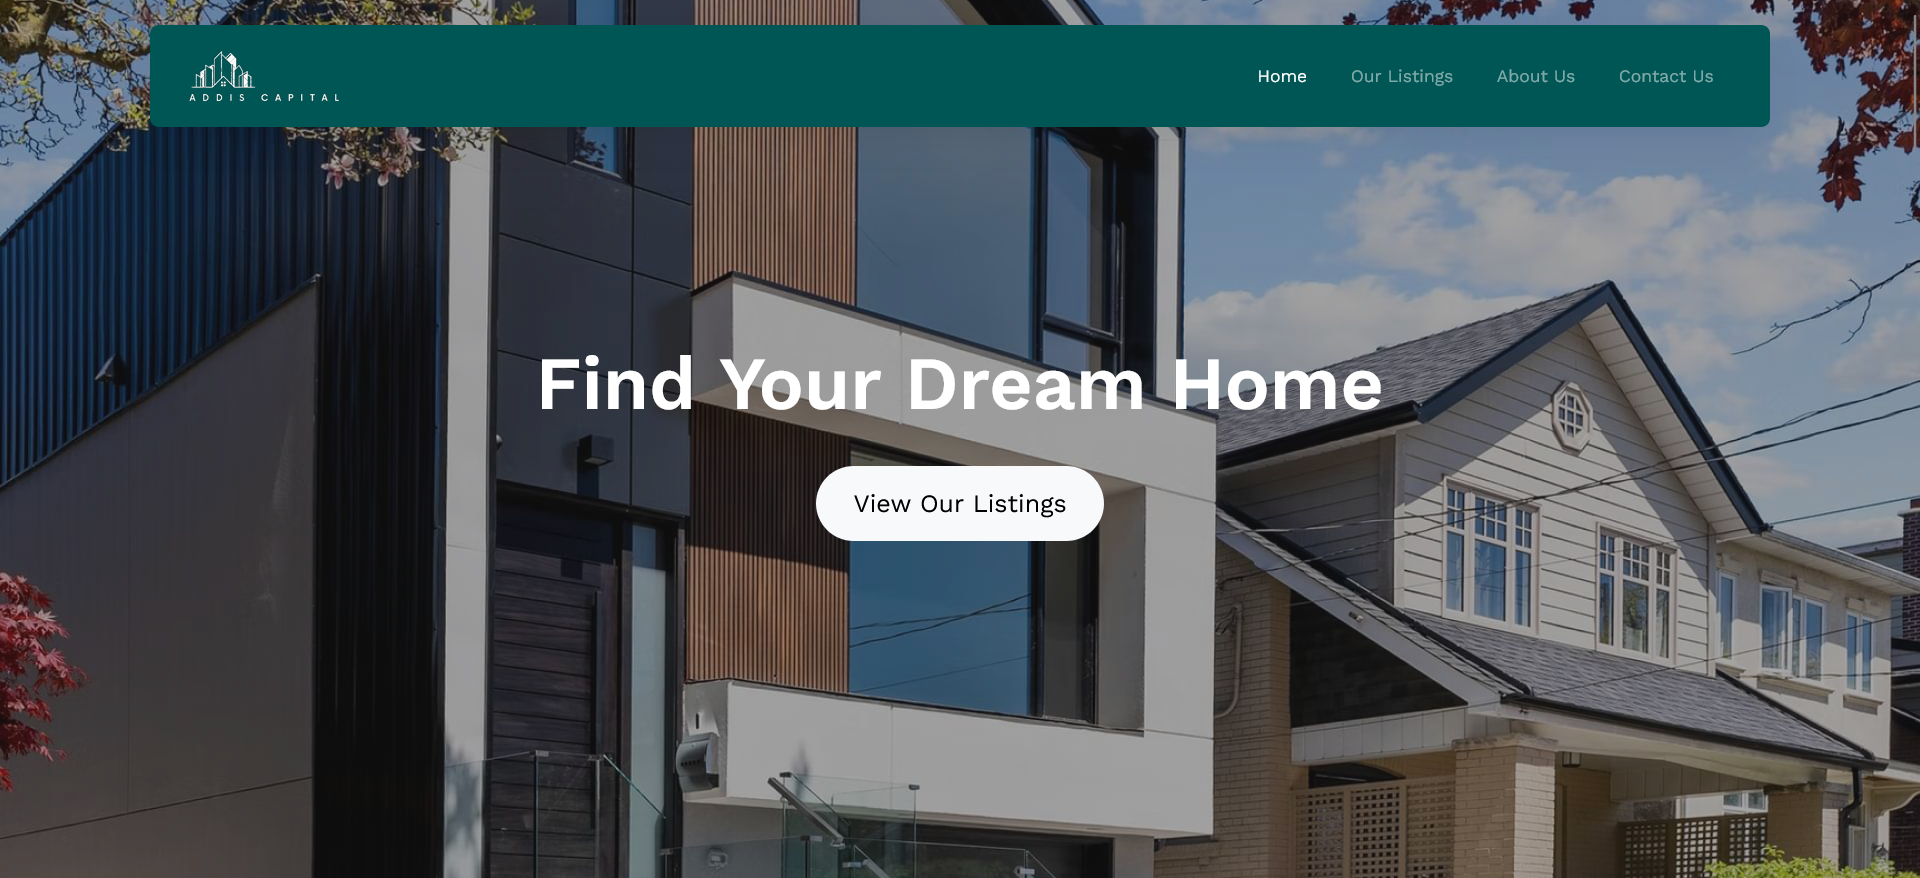 ADDIS CAPITAL
Home
Our Listings
About Us
Contact Us
Find Your Dream Home
View Our Listings